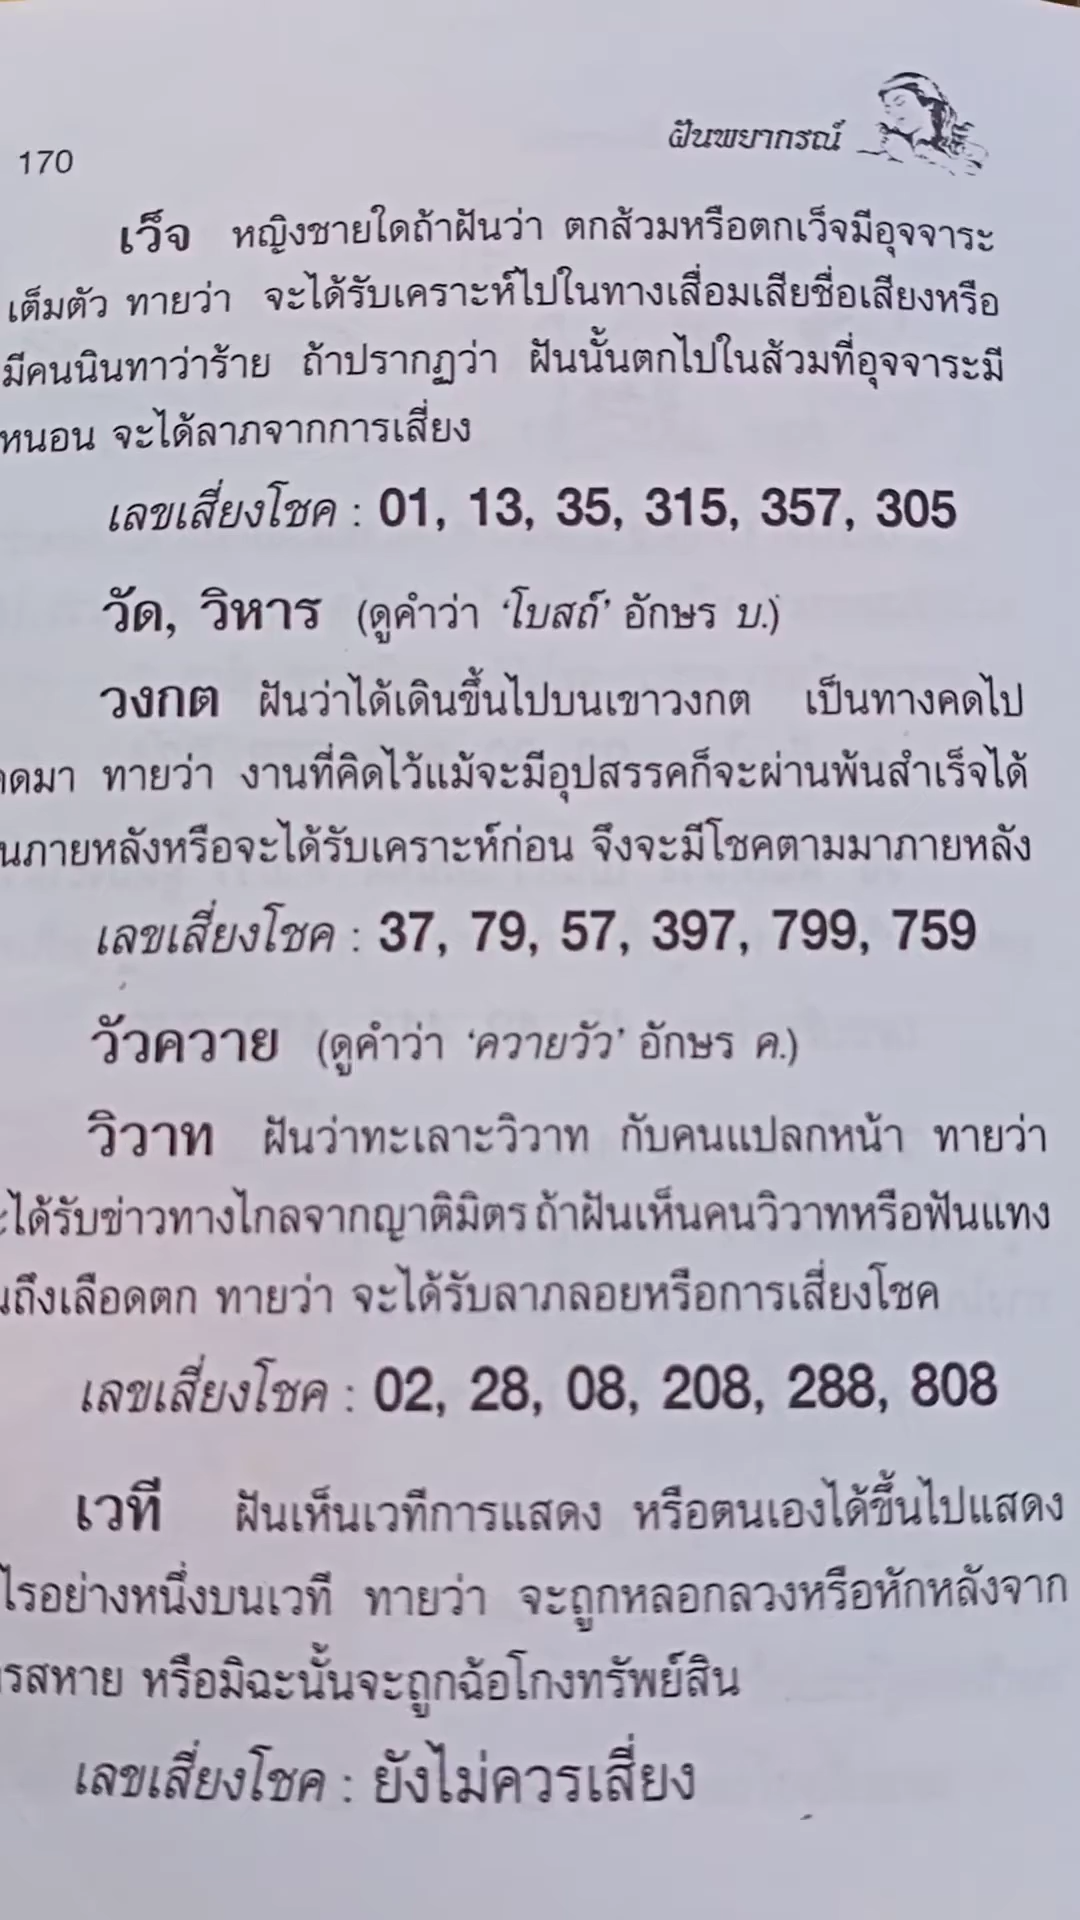 170
ฝันพยากรณ์
เว็จ หญิงชายใดถ้าฝันว่า ตกส้วมหรือตกเว็จมีอุจจาระ
เต็มตัว ทายว่า จะได้รับเคราะห์ไปในทางเสื่อมเสียชื่อเสียงหรือ
มีคนนินทาว่าร้าย ถ้าปรากฏว่า ฝันนั้นตกไปในส้วมที่อุจจาระมี
หนอน จะได้ลาภจากการเสี่ยง
เลขเสี่ยงโชค : 01, 13, 35, 315, 357, 305
วัด, วิหาร (ดูคำว่า ‘โบสถ์’ อักษร บ.)
วงกต ฝันว่าได้เดินขึ้นไปบนเขาวงกต เป็นทางคดไป
ทายว่า งานที่คิดไว้แม้จะมีอุปสรรคก็จะผ่านพ้นสำเร็จได้
ภายหลังหรือจะได้รับเคราะห์ก่อน จึงจะมีโชคตามมาภายหลัง
เลขเสี่ยงโชค : 37, 79, 57, 397, 799, 759
วัวควาย (ดูคำว่า ‘ควายวัว’ อักษร ค.)
วิวาท ฝันว่าทะเลาะวิวาท กับคนแปลกหน้า ทายว่า
ได้รับข่าวทางไกลจากญาติมิตร ถ้าฝันเห็นคนวิวาทหรือฟันแทง
ถึงเลือดตก ทายว่า จะได้รับลาภลอยหรือการเสี่ยงโชค
เลขเสี่ยงโชค : 02, 28, 08, 208, 288, 808
เวที ฝันเห็นเวทีการแสดง หรือตนเองได้ขึ้นไปแสดง
ไรอย่างหนึ่งบนเวที ทายว่า จะถูกหลอกลวงหรือหักหลังจาก
สหาย หรือมิฉะนั้นจะถูกฉ้อโกงทรัพย์สิน
เลขเสี่ยงโชค : ยังไม่ควรเสี่ยง